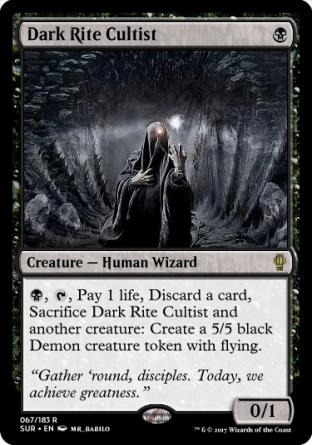 Dark Rite Cultist
Creature — Human Wizard
, , Pay 1 life, Discard a card,
Sacrifice Dark Rite Cultist and
another creature: Create a 5/5 black
Demon creature token with flying.
“Gather ‘round, disciples. Today, we
achieve greatness.”
0/1
067/183 R
SUR • EN MR_BABILO
™ & © 2017 Wizards of the Coast